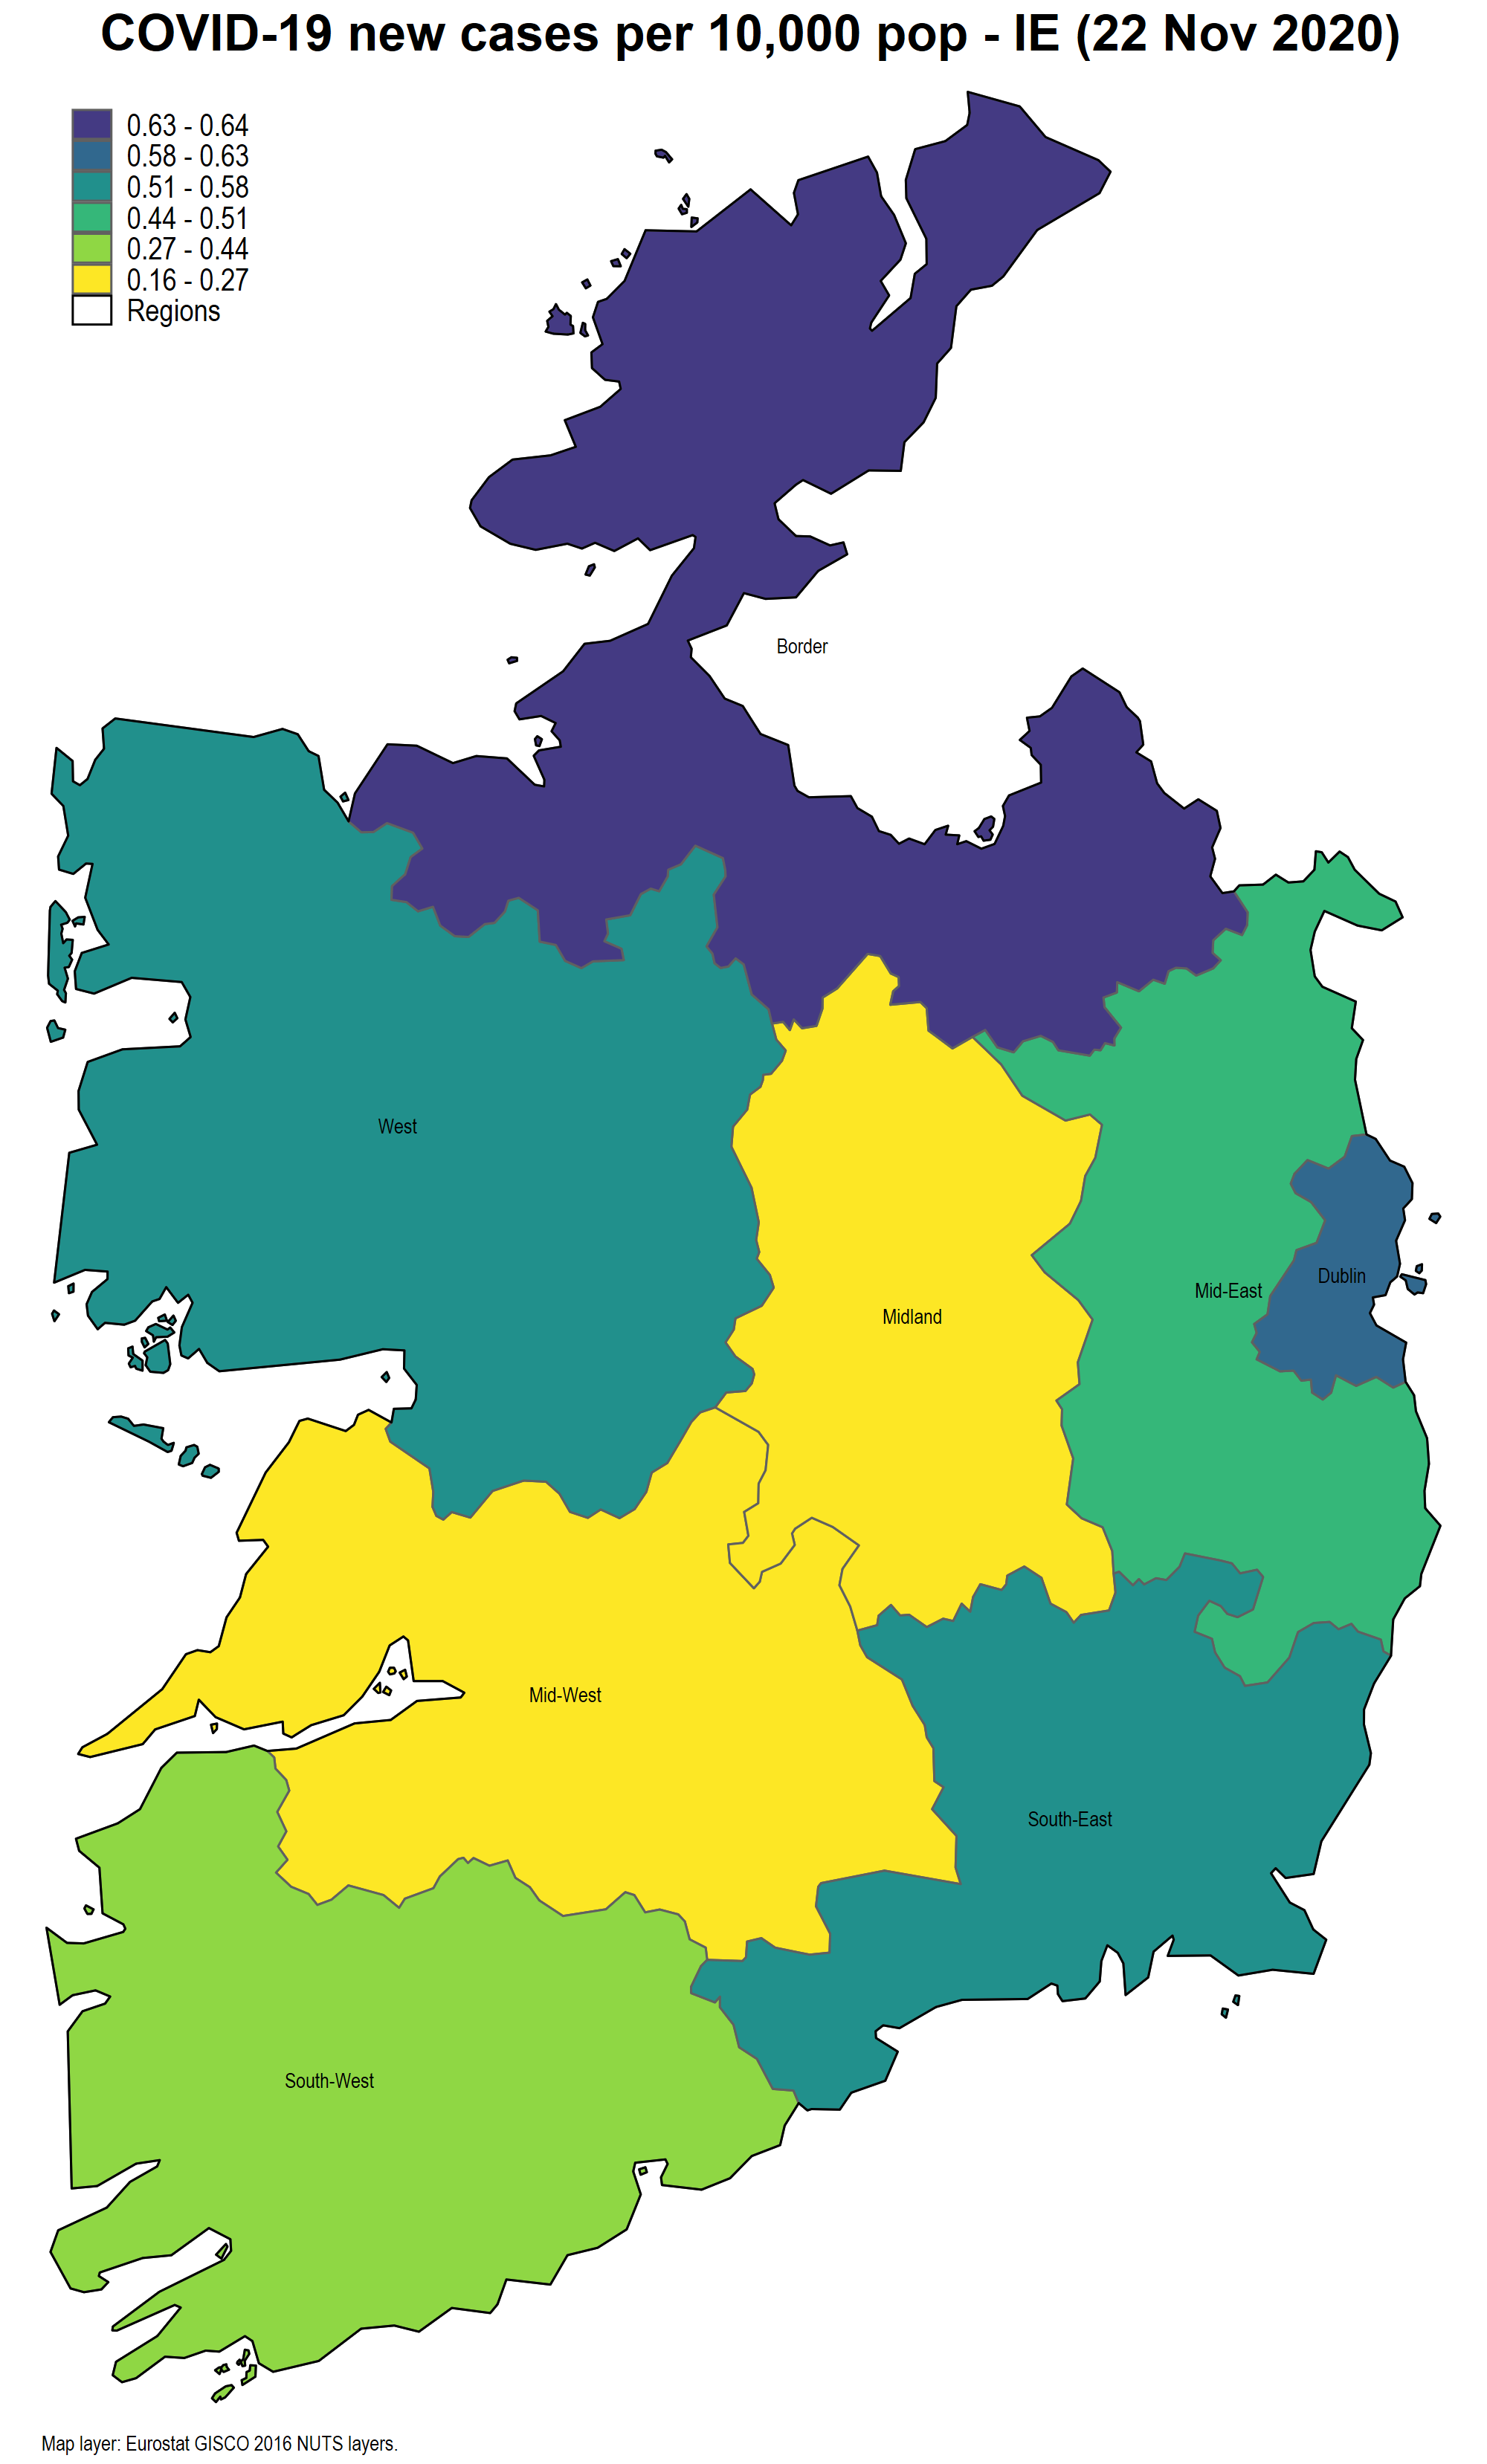 COVID-19 new cases per 10,000 pop - IE (22 Nov 2020)
0.63 - 0.64
0.58 - 0.63
0.51 - 0.58
0.44 - 0.51
0.27 - 0.44
0.16 - 0.27
Regions
Border
West
Dublin
Mid-East
Midland
Mid-West
South-East
South-West
Map layer: Eurostat GISCO 2016 NUTS layers.